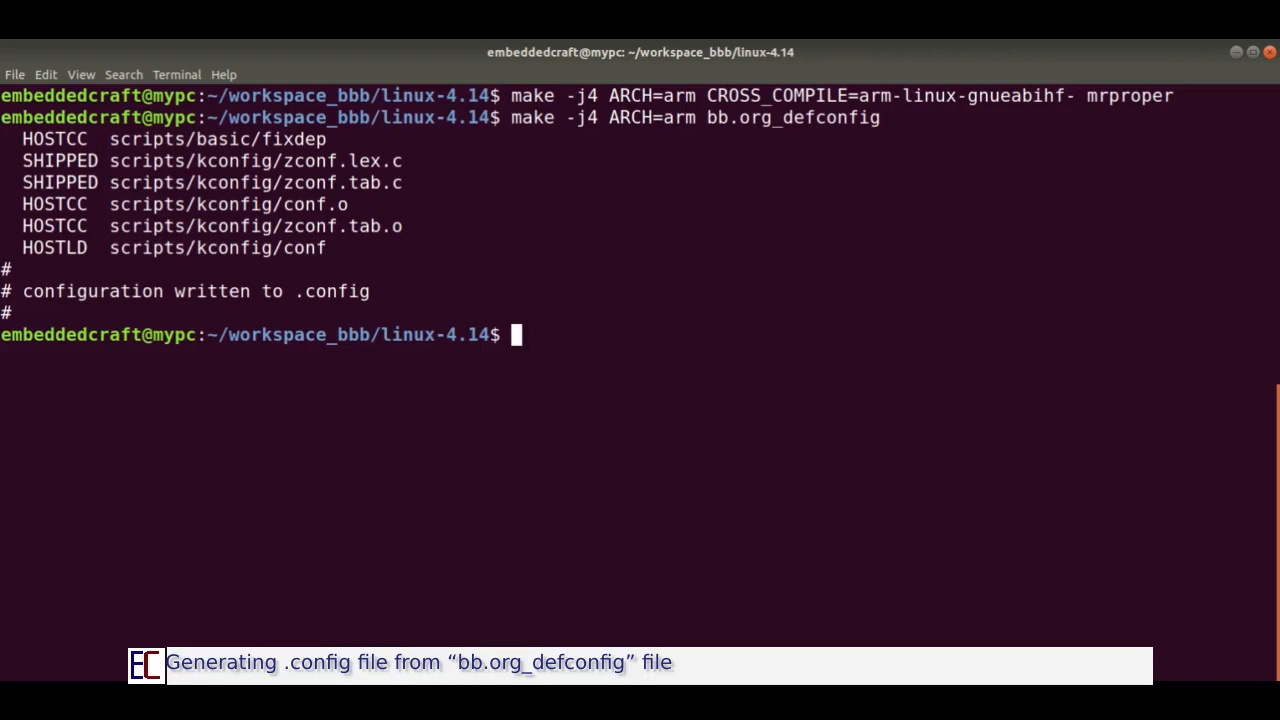 embeddedcraft@mypc: ~/workspace_bbb/linux-4.14
File Edit View Search Terminal Help
embeddedcraft@mypc:~/workspace_bbb/linux-4.14$ make -j4 ARCH=arm CROSS_COMPILE=arm-linux-gnueabihf- mrproper
embeddedcraft@mypc:~/workspace_bbb/linux-4.14$ make -j4 ARCH=arm bb.org_defconfig
  HOSTCC  scripts/basic/fixdep
  SHIPPED scripts/kconfig/zconf.lex.c
  SHIPPED scripts/kconfig/zconf.tab.c
  HOSTCC  scripts/kconfig/conf.o
  HOSTCC  scripts/kconfig/zconf.tab.o
  HOSTLD  scripts/kconfig/conf
#
# configuration written to .config
#
embeddedcraft@mypc:~/workspace_bbb/linux-4.14$
EC Generating .config file from “bb.org_defconfig” file